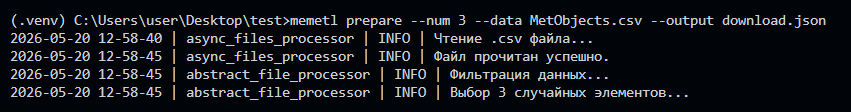 (.venv) C:\Users\user\Desktop\test>memetl prepare --num 3 --data MetObjects.csv --output download.json
2026-05-20 12-58-40 | async_files_processor | INFO | Чтение .csv файла...
2026-05-20 12-58-45 | async_files_processor | INFO | Файл прочитан успешно.
2026-05-20 12-58-45 | abstract_file_processor | INFO | Фильтрация данных...
2026-05-20 12-58-45 | abstract_file_processor | INFO | Выбор 3 случайных элементов...